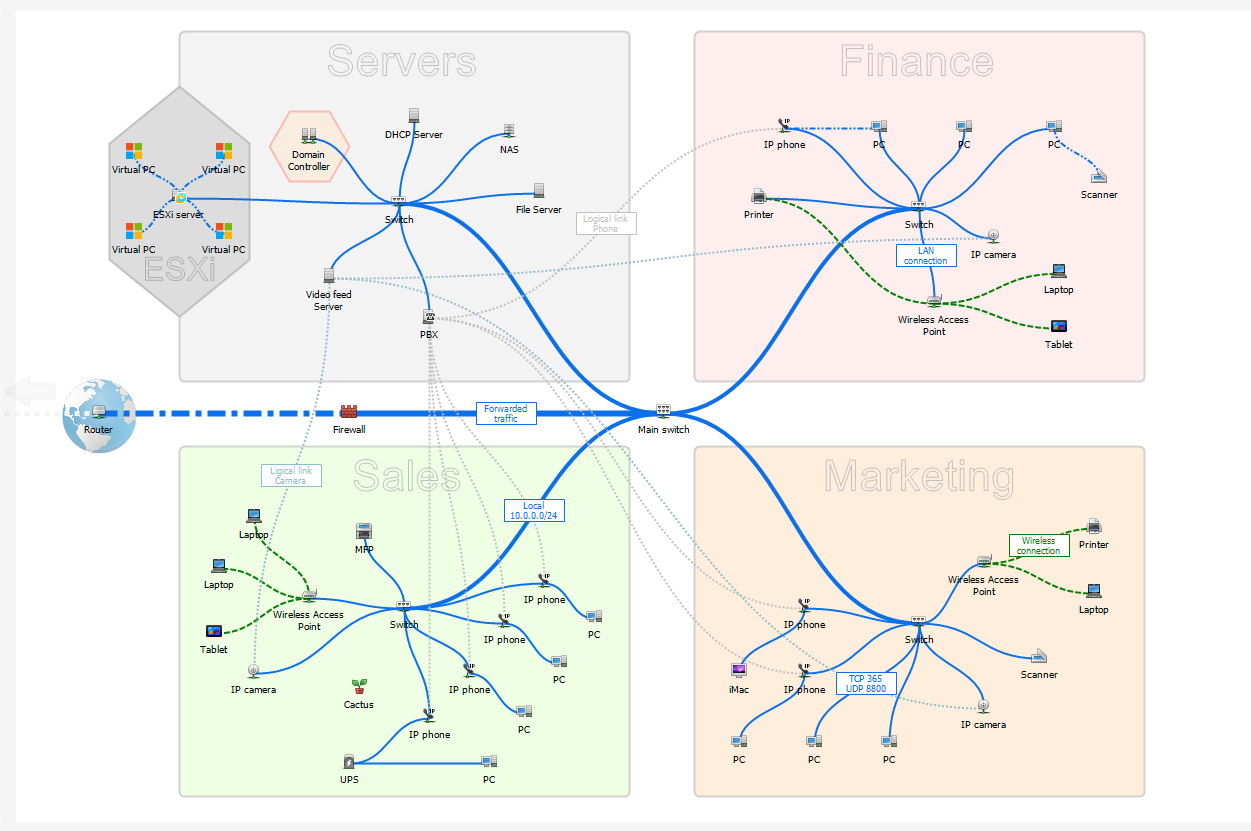 Servers
Finance
DHCP Server
NAS
Domain
Controller
Virtual PC
Virtual PC
ESXi server
Virtual PC
Virtual PC
ESXi
File Server
Switch
Logical link
Phone
Video feed
Server
PBX
IP phone
PC
PC
PC
Scanner
Printer
Switch
LAN
connection
IP camera
Laptop
Wireless Access
Point
Tablet
Router
Firewall
Forwarded
traffic
Main switch
Sales
Marketing
Ligical link
Camera
Local
10.0.0.0/24
Laptop
MFP
Laptop
Wireless Access
Point
Tablet
Switch
IP phone
PC
IP phone
PC
IP camera
IP phone
Cactus
PC
IP phone
UPS
PC
Printer
Wireless
connection
Wireless Access
Point
Laptop
IP phone
Switch
Scanner
iMac
IP phone
TCP 365
UDP 8800
IP camera
PC
PC
PC